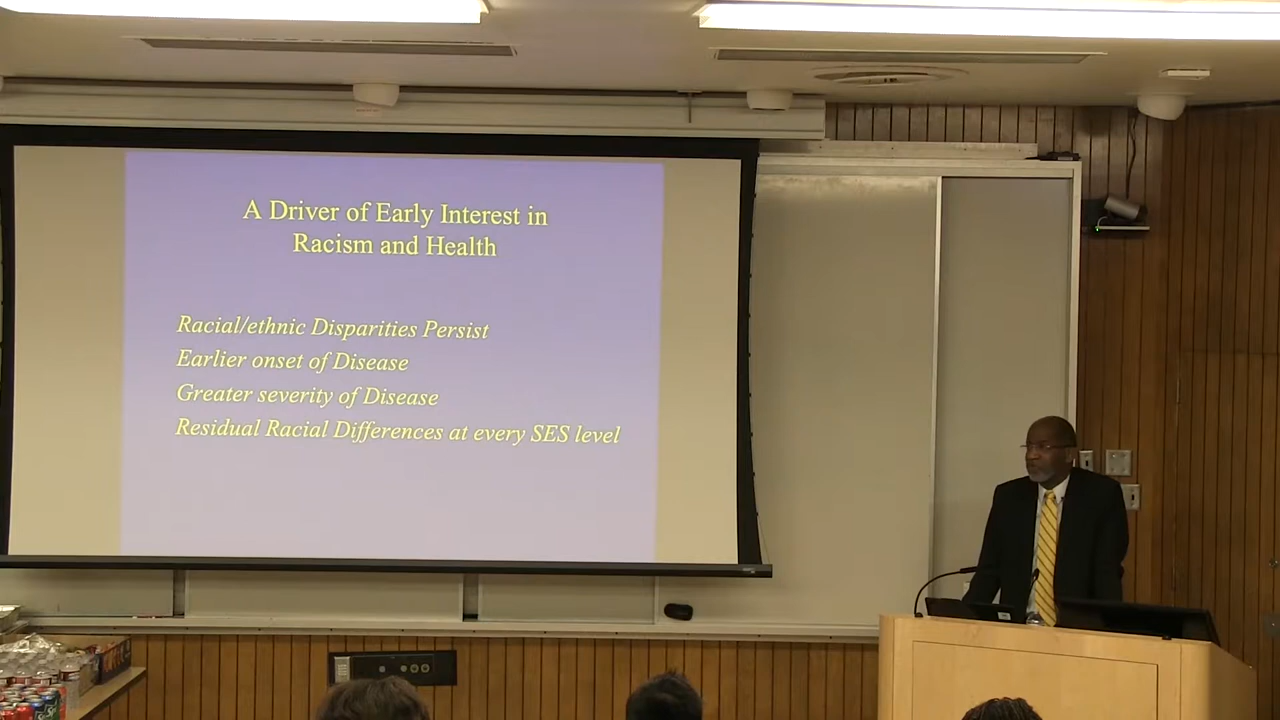 A Driver of Early Interest in
Racism and Health
Racial/ethnic Disparities Persist
Earlier onset of Disease
Greater severity of Disease
Residual Racial Differences at every SES level